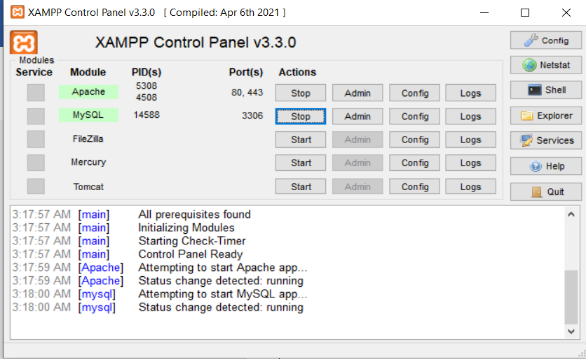 XAMPP Control Panel v3.3.0 [ Compiled: Apr 6th 2021 ]
XAMPP Control Panel v3.3.0
Config
Modules
Service Module PID(s) Port(s) Actions
Netstat
Apache 5308 4508 80, 443 Stop Admin Config Logs
Shell
MySQL 14588 3306 Stop Admin Config Logs
Explorer
FileZilla Start Admin Config Logs
Services
Mercury Start Admin Config Logs
Help
Tomcat Start Admin Config Logs
Quit
3:17:57 AM [main] All prerequisites found
3:17:57 AM [main] Initializing Modules
3:17:57 AM [main] Starting Check-Timer
3:17:57 AM [main] Control Panel Ready
3:17:59 AM [Apache] Attempting to start Apache app...
3:17:59 AM [Apache] Status change detected: running
3:18:00 AM [mysql] Attempting to start MySQL app...
3:18:00 AM [mysql] Status change detected: running